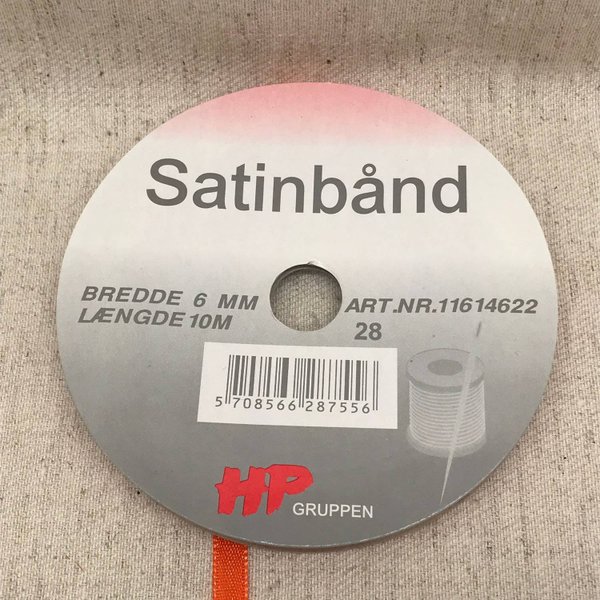 Satinbånd
BREDDE 6 MM
LÆNGDE 10M
ART.NR.11614622
28
5 708566 287556
HP
GRUPPEN